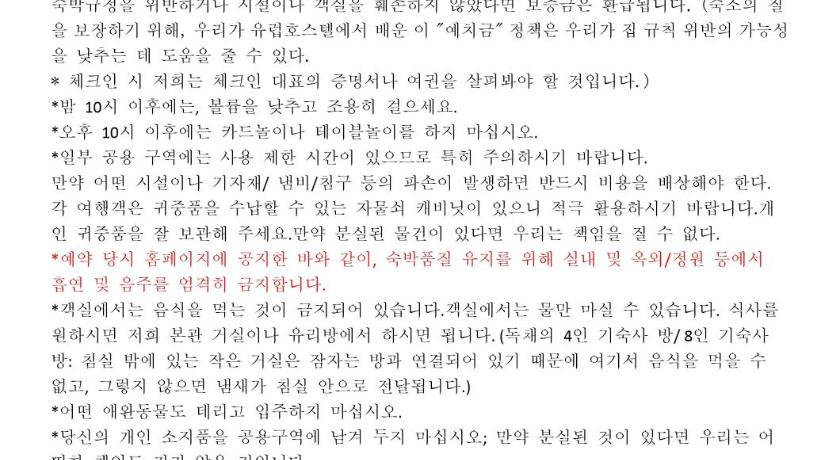 숙박규정을 위반하거나 시설이나 객실을 훼손하지 않았다면 보증금은 환급됩니다. (숙소의 질
을 보장하기 위해, 우리가 유럽호스텔에서 배운 이 "예치금" 정책은 우리가 집 규칙 위반의 가능성
을 낮추는 데 도움을 줄 수 있다.
* 체크인 시 저희는 체크인 대표의 증명서나 여권을 살펴봐야 할 것입니다.)
*밤 10시 이후에는, 볼륨을 낮추고 조용히 걸으세요.
*오후 10시 이후에는 카드놀이나 테이블놀이를 하지 마십시오.
*일부 공용 구역에는 사용 제한 시간이 있으므로 특히 주의하시기 바랍니다.
만약 어떤 시설이나 기자재/ 냄비/침구 등의 파손이 발생하면 반드시 비용을 배상해야 한다.
각 여행객은 귀중품을 수납할 수 있는 자물쇠 캐비닛이 있으니 적극 활용하시기 바랍니다.개
인 귀중품을 잘 보관해 주세요.만약 분실된 물건이 있다면 우리는 책임을 질 수 없다.
*예약 당시 홈페이지에 공지한 바와 같이, 숙박품질 유지를 위해 실내 및 옥외/정원 등에서
흡연 및 음주를 엄격히 금지합니다.
*객실에서는 음식을 먹는 것이 금지되어 있습니다.객실에서는 물만 마실 수 있습니다. 식사를
원하시면 저희 본관 거실이나 유리방에서 하시면 됩니다.(독채의 4인 기숙사 방/8인 기숙사
방: 침실 밖에 있는 작은 거실은 잠자는 방과 연결되어 있기 때문에 여기서 음식을 먹을 수
없고, 그렇지 않으면 냄새가 침실 안으로 전달됩니다.)
*어떤 애완동물도 데리고 입주하지 마십시오.
*당신의 개인 소지품을 공용구역에 남겨 두지 마십시오; 만약 분실된 것이 있다면 우리는 어